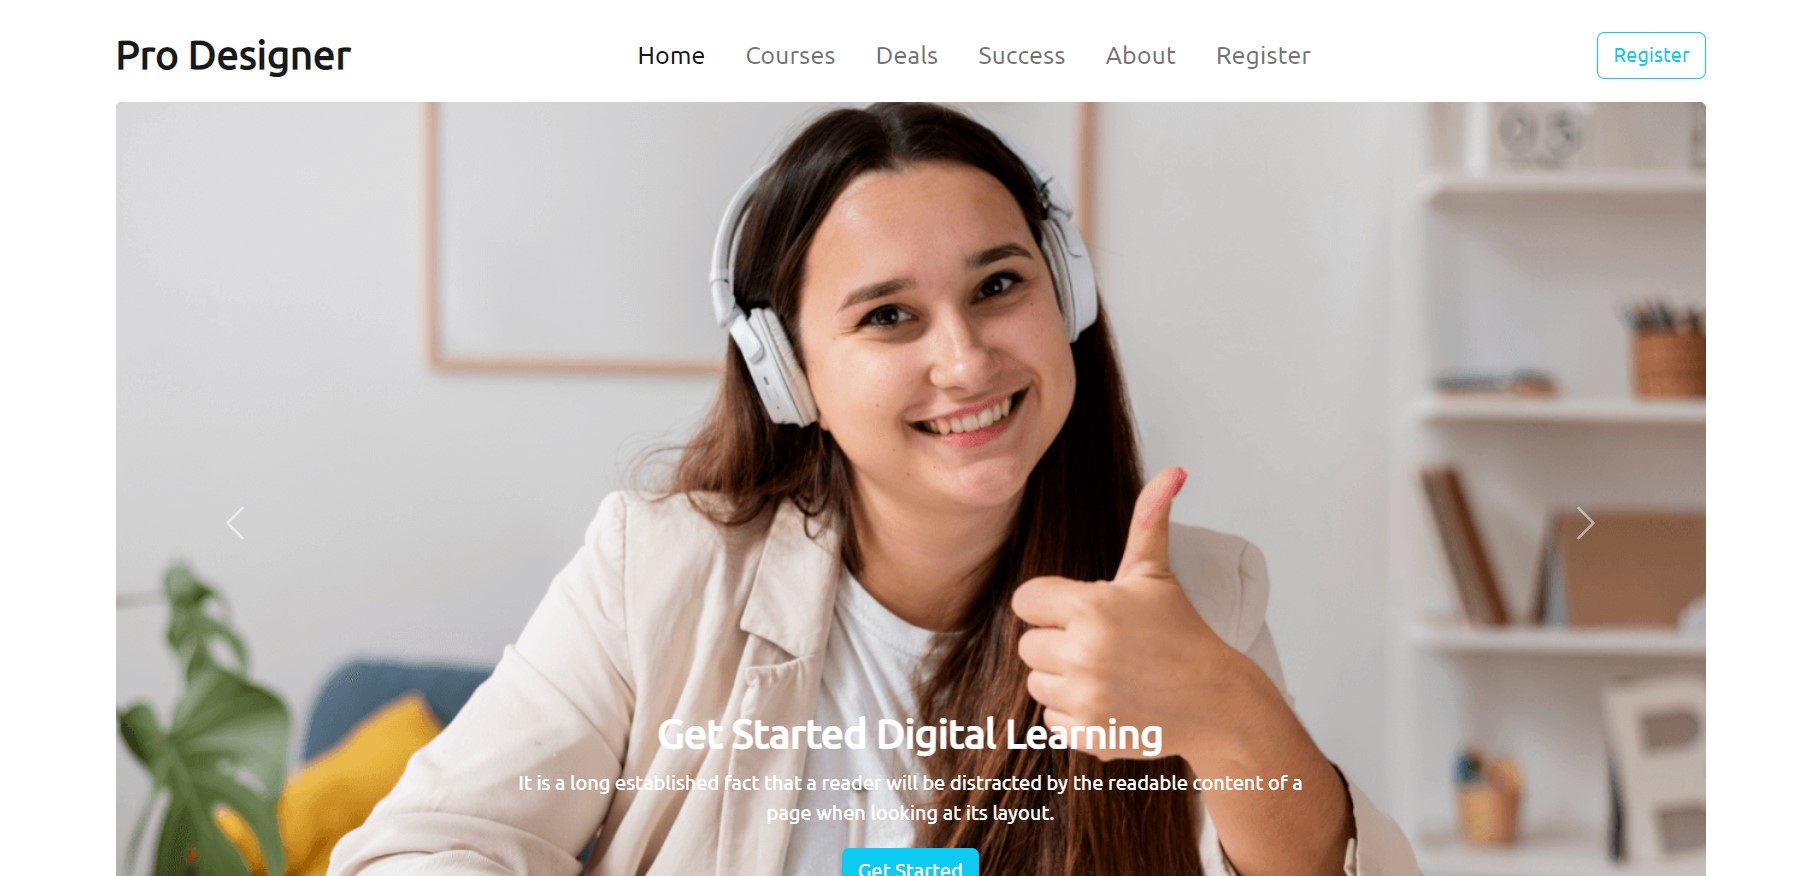 Pro Designer
Home Courses Deals Success About Register
Register
03
Get Started Digital Learning
It is a long established fact that a reader will be distracted by the readable content of a
page when looking at its layout.
Get Started